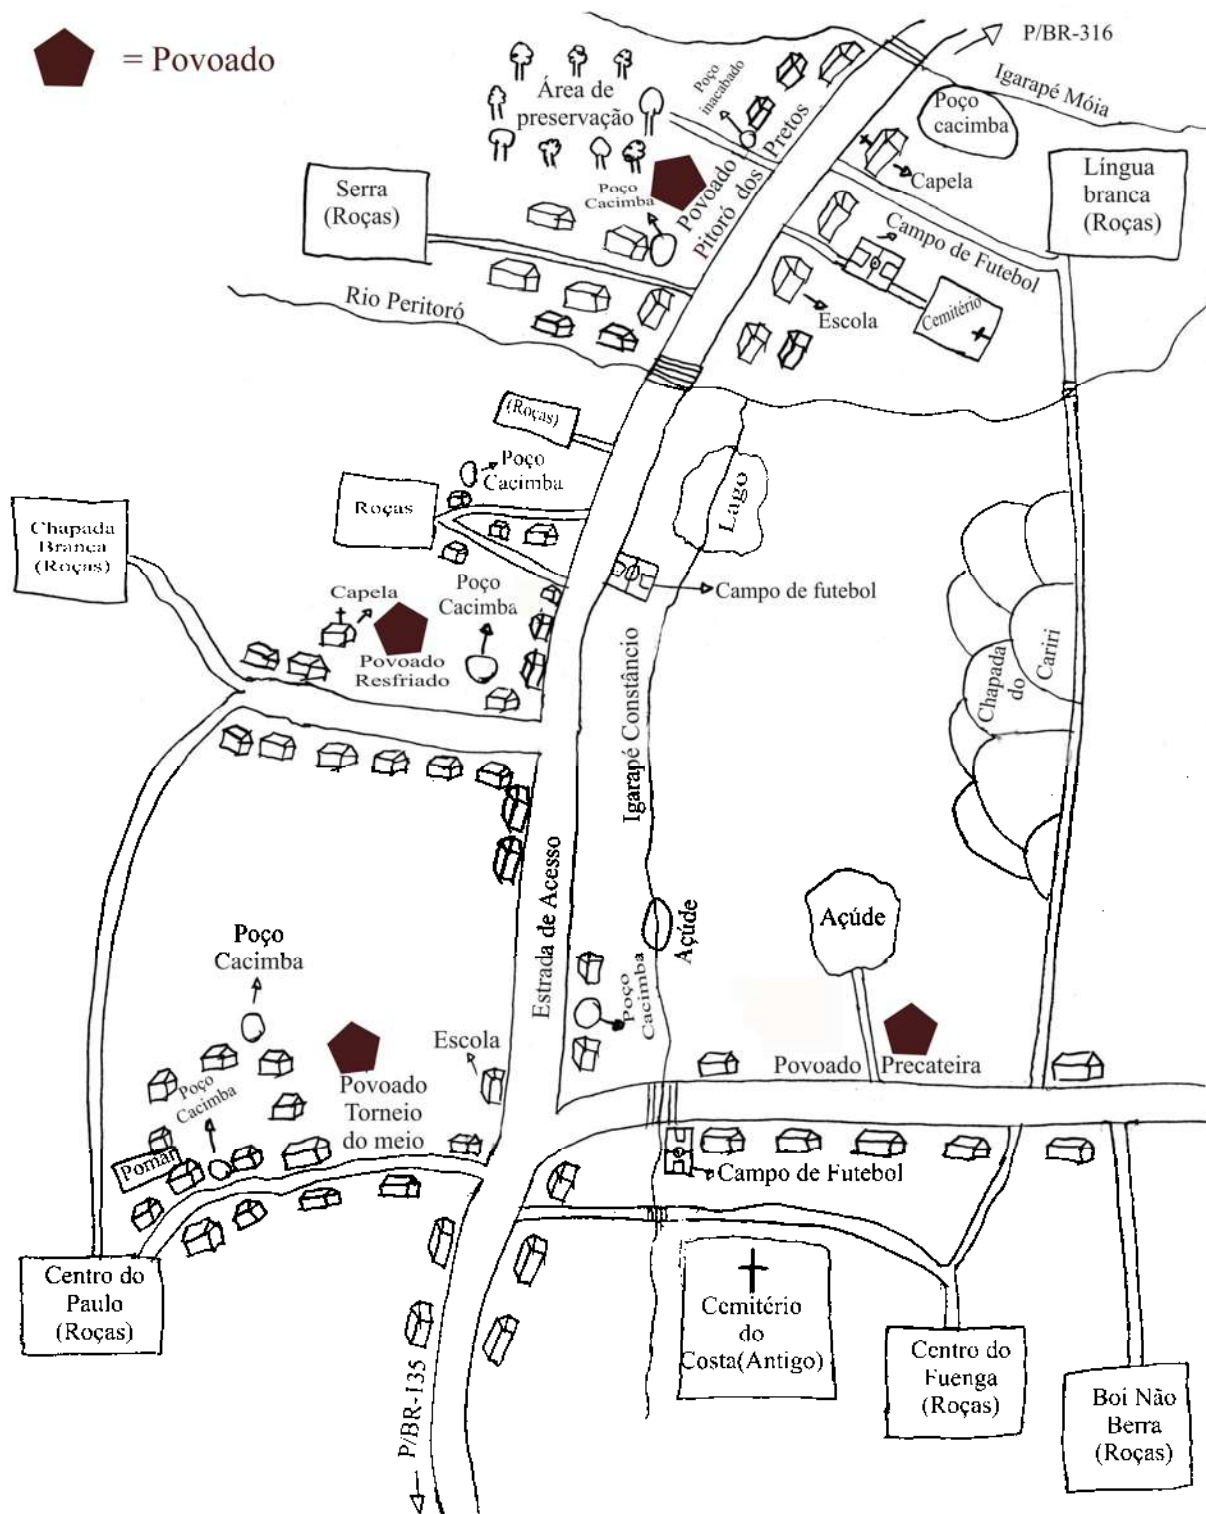 = Povoado
P/BR-316
Igarapé Móia
Poço
cacimba
Poço
inacabado
Área de
preservação
Povoado
Pitoró dos Pretos
Poço
Cacimba
Capela
Língua
branca
(Roças)
Serra
(Roças)
Campo de Futebol
Cemitério
Escola
Rio Peritoró
(Roças)
Poço
Cacimba
Roças
Lago
Chapada
Branca
(Roças)
Capela
Poço
Cacimba
Campo de futebol
Povoado
Resfriado
Igarapé Constâncio
Chapada
do
Cariri
Estrada de Acesso
Açúde
Açúde
Poço
Cacimba
Poço
Cacimba
Escola
Povoado
Torneio
do meio
Poço
Cacimba
Pomar
Povoado Precateira
Campo de Futebol
Centro do
Paulo
(Roças)
Cemitério
do
Costa(Antigo)
Centro do
Fuenga
(Roças)
Boi Não
Berra
(Roças)
P/BR-135